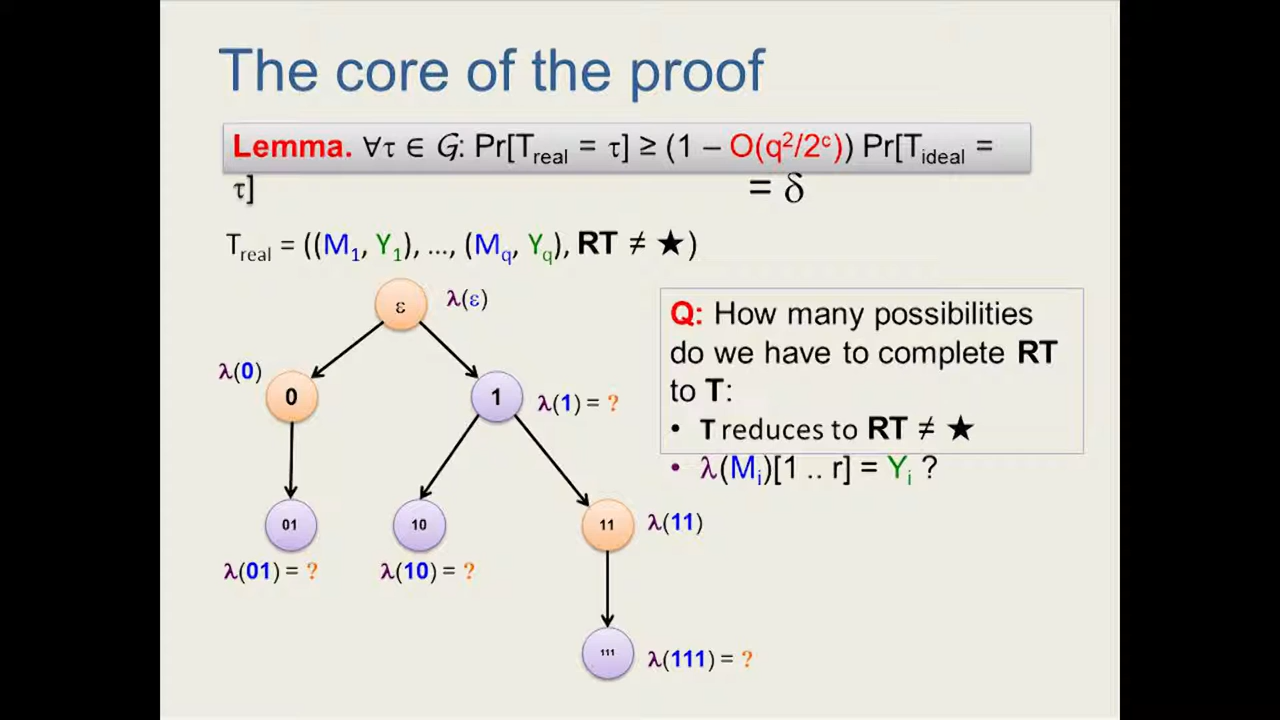 The core of the proof
Lemma. ∀τ ∈ 𝒢: Pr[T_real = τ] ≥ (1 – O(q²/2ᶜ)) Pr[T_ideal =
τ]
= δ
T_real = ((M₁, Y₁), ..., (M_q, Y_q), RT ≠ ★)
ε
λ(ε)
λ(0)
0
1
λ(1) = ?
Q: How many possibilities
do we have to complete RT
to T:
• T reduces to RT ≠ ★
• λ(M_i)[1 .. r] = Y_i ?
01
10
11
λ(11)
λ(01) = ?
λ(10) = ?
111
λ(111) = ?